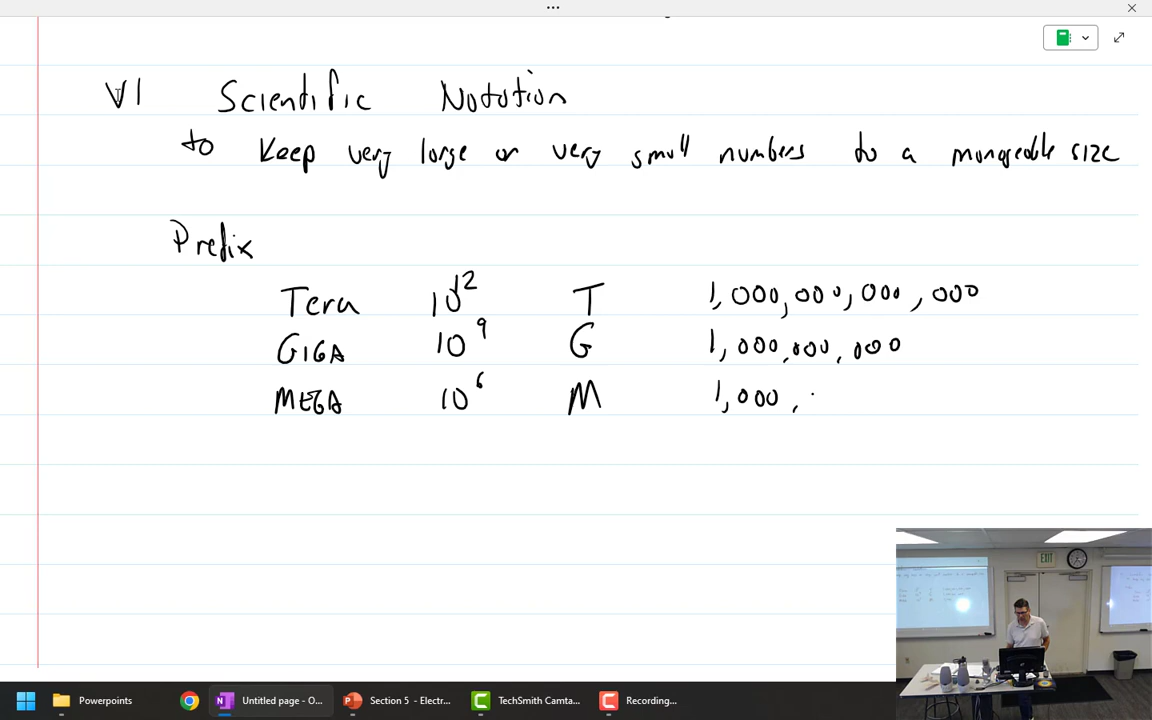 VI Scientific Notation
to keep very large or very small numbers to a mangeable size
Prefix
Tera 10^12 T 1,000,000,000,000
GIGA 10^9 G 1,000,000,000
MEGA 10^6 M 1,000,
EXIT
Powerpoints
Untitled page - O...
Section 5 - Electr...
TechSmith Camta...
Recording...